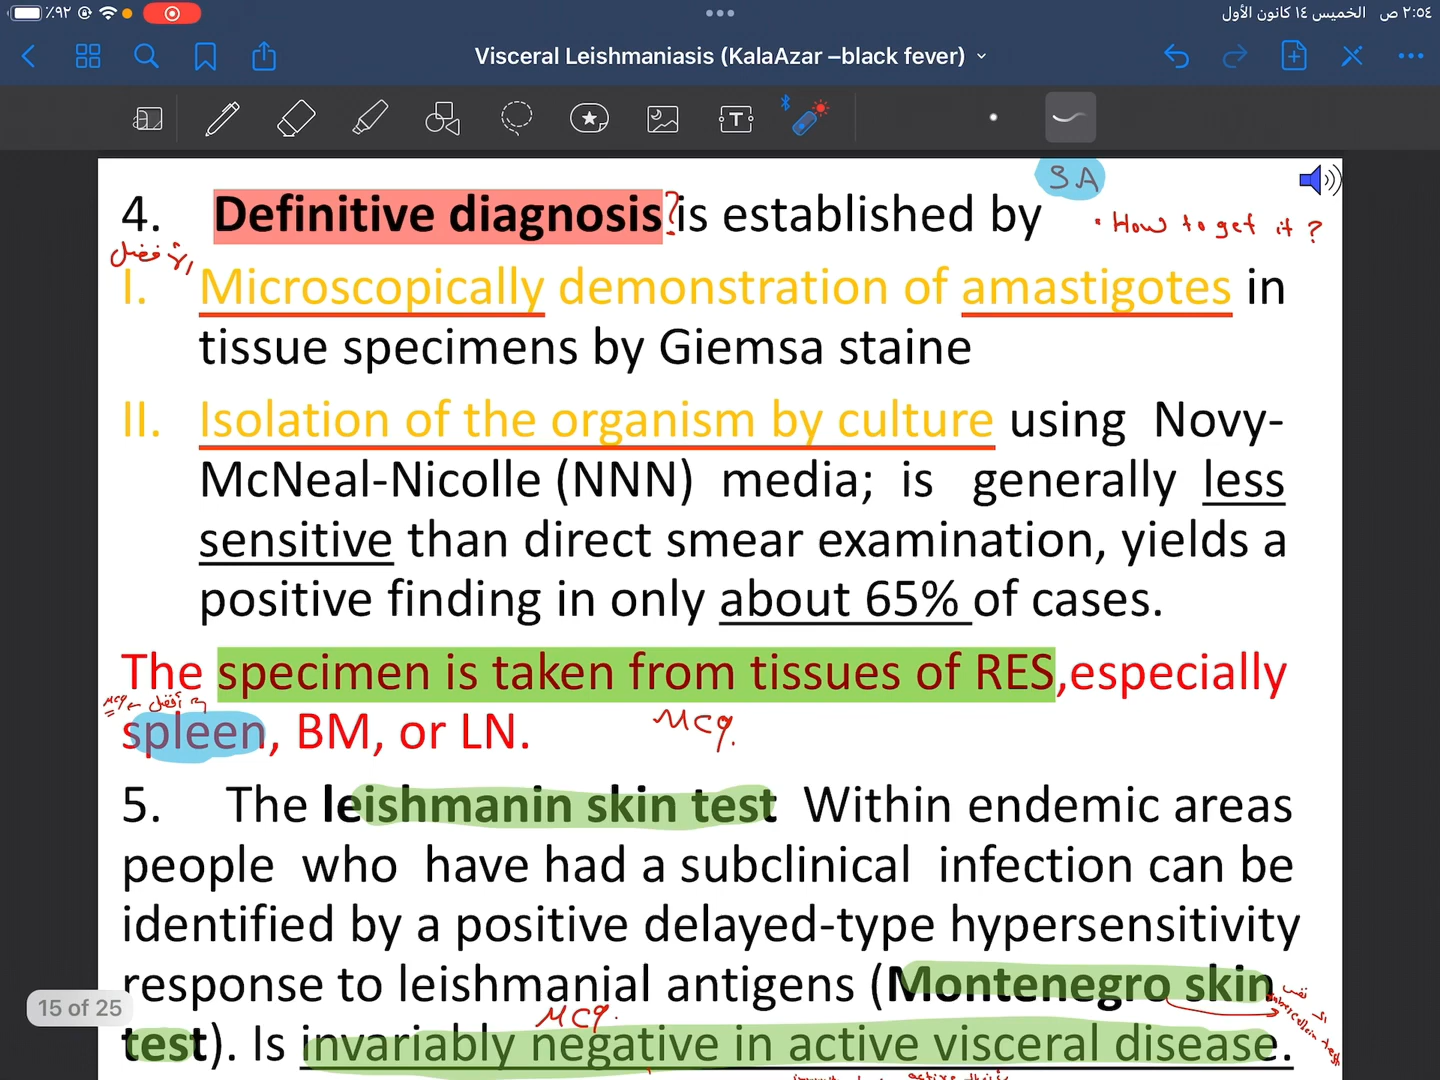 ٪٩٢
الخميس ١٤ كانون الأول ٢:٥٤ ص
Visceral Leishmaniasis (KalaAzar –black fever)
SA
4. Definitive diagnosis ? is established by
• How to get it ?
الأفضل
I. Microscopically demonstration of amastigotes in
tissue specimens by Giemsa staine
II. Isolation of the organism by culture using Novy-
McNeal-Nicolle (NNN) media; is generally less
sensitive than direct smear examination, yields a
positive finding in only about 65% of cases.
The specimen is taken from tissues of RES,especially
MCQ
spleen, BM, or LN.
MCQ.
5. The leishmanin skin test Within endemic areas
people who have had a subclinical infection can be
identified by a positive delayed-type hypersensitivity
response to leishmanial antigens (Montenegro skin
15 of 25
MCQ.
test). Is invariably negative in active visceral disease.